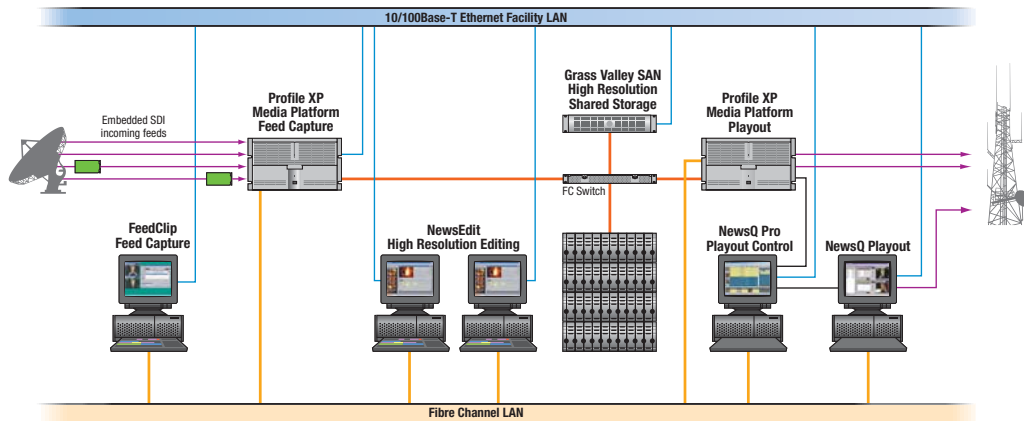 10/100Base-T Ethernet Facility LAN
Grass Valley SAN
High Resolution
Shared Storage
Profile XP
Media Platform
Feed Capture
Profile XP
Media Platform
Playout
Embedded SDI
incoming feeds
FC Switch
FeedClip
Feed Capture
NewsEdit
High Resolution Editing
NewsQ Pro
Playout Control
NewsQ Playout
Fibre Channel LAN